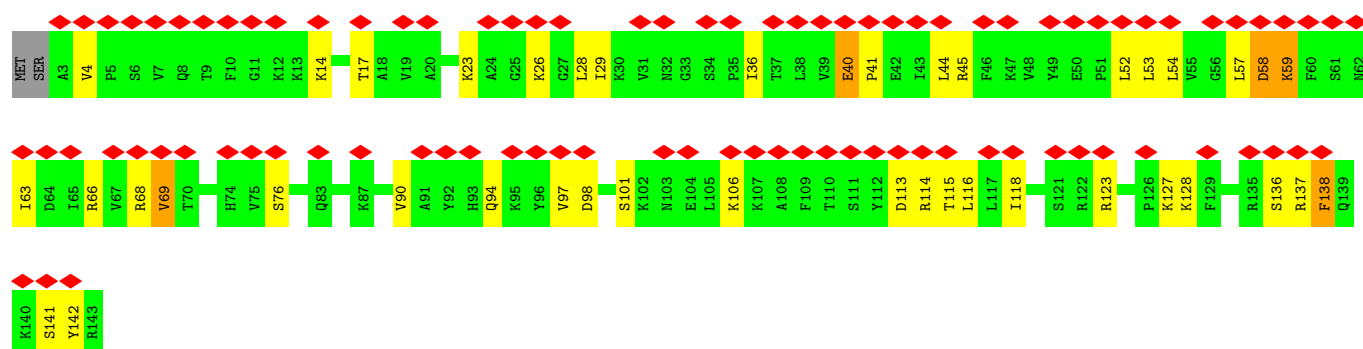 MET SER A3 V4 P5 S6 V7 Q8 T9 F10 G11 K12 K13 K14 T17 A18 V19 A20 K23 A24 G25 K26 G27 L28 I29 K30 V31 N32 G33 S34 P35 I36 T37 L38 V39 E40 P41 E42 I43 L44 R45 F46 K47 V48 Y49 E50 P51 L52 L53 L54 V55 G56 L57 D58 K59 F60 S61 N62
I63 D64 I65 R66 V67 R68 V69 T70 H74 V75 S76 Q83 K87 V90 A91 Y92 H93 Q94 K95 Y96 V97 D98 S101 K102 N103 E104 L105 K106 K107 A108 F109 T110 S111 Y112 D113 R114 T115 L116 L117 I118 S121 R122 R123 P126 K127 K128 F129 R135 S136 R137 F138 Q139
K140 S141 Y142 R143